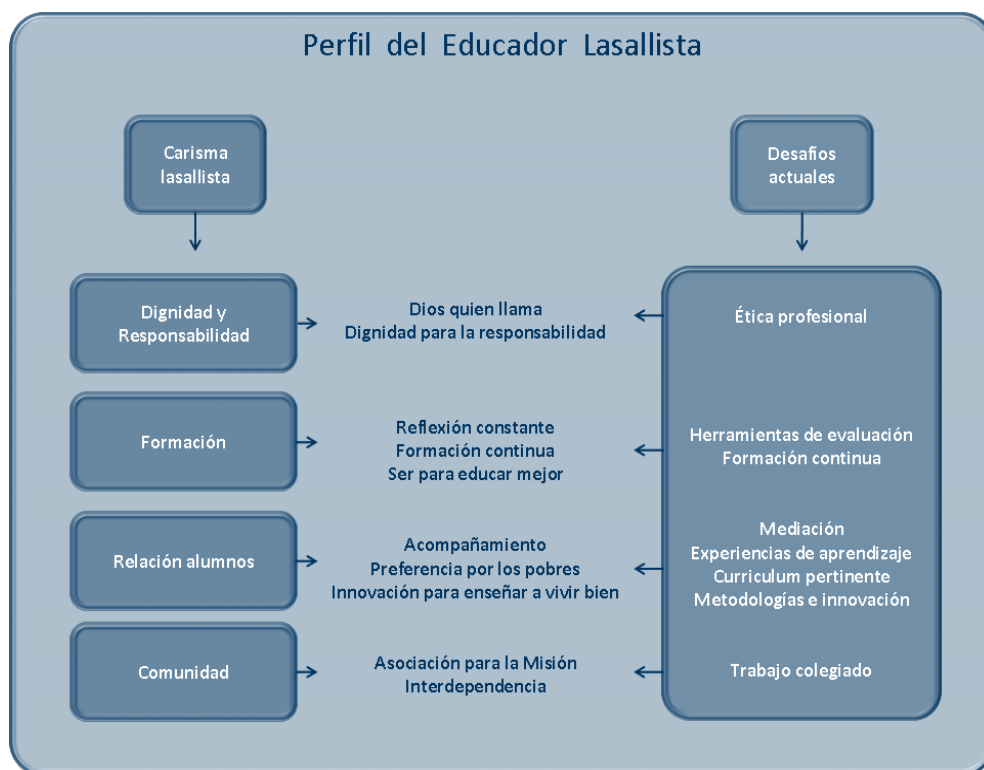 Perfil del Educador Lasallista
Carisma
lasallista
Desafíos
actuales
Dignidad y
Responsabilidad
Dios quien llama
Dignidad para la responsabilidad
Ética profesional
Formación
Reflexión constante
Formación continua
Ser para educar mejor
Herramientas de evaluación
Formación continua
Relación alumnos
Acompañamiento
Preferencia por los pobres
Innovación para enseñar a vivir bien
Mediación
Experiencias de aprendizaje
Curriculum pertinente
Metodologías e innovación
Comunidad
Asociación para la Misión
Interdependencia
Trabajo colegiado